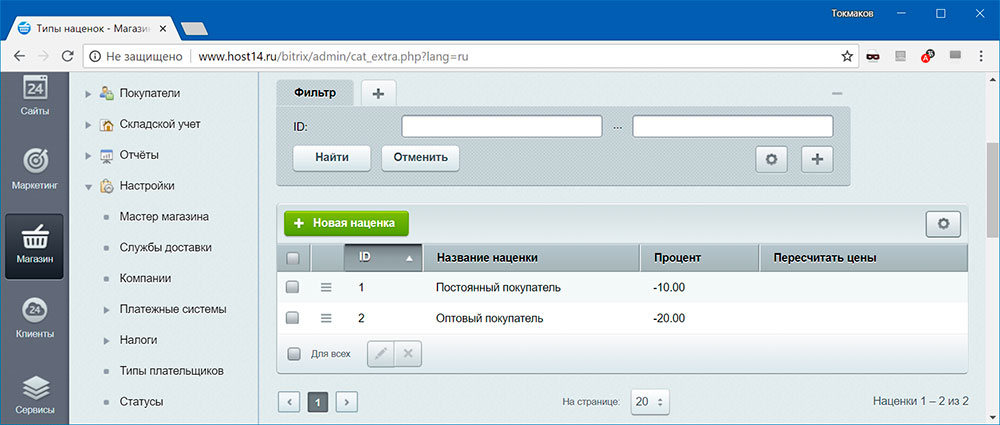 Токмаков
Типы наценок - Магази
Не защищено
www.host14.ru/bitrix/admin/cat_extra.php?lang=ru
24
Сайты
Маркетинг
Магазин
24
Клиенты
Сервисы
Покупатели
Складской учет
Отчёты
Настройки
Мастер магазина
Службы доставки
Компании
Платежные системы
Налоги
Типы плательщиков
Статусы
Фильтр
ID: ...
Найти Отменить
Новая наценка
ID Название наценки Процент Пересчитать цены
1 Постоянный покупатель -10.00
2 Оптовый покупатель -20.00
Для всех
1 На странице: 20 Наценки 1 – 2 из 2